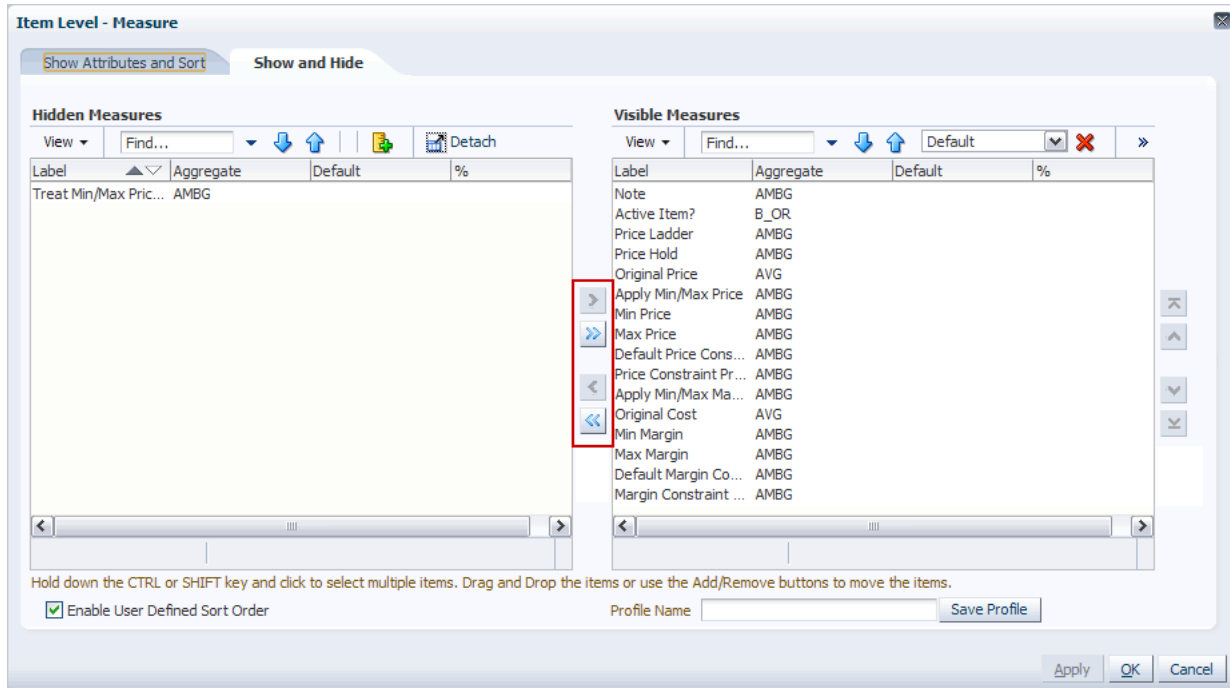 Item Level - Measure
Show Attributes and Sort Show and Hide
Hidden Measures
View Find... Detach
Label Aggregate Default %
Treat Min/Max Pric... AMBG
Visible Measures
View Find... Default »
Label Aggregate Default %
Note AMBG
Active Item? B_OR
Price Ladder AMBG
Price Hold AMBG
Original Price AVG
Apply Min/Max Price AMBG
Min Price AMBG
Max Price AMBG
Default Price Cons... AMBG
Price Constraint Pr... AMBG
Apply Min/Max Ma... AMBG
Original Cost AVG
Min Margin AMBG
Max Margin AMBG
Default Margin Co... AMBG
Margin Constraint ... AMBG
Hold down the CTRL or SHIFT key and click to select multiple items. Drag and Drop the items or use the Add/Remove buttons to move the items.
Enable User Defined Sort Order Profile Name Save Profile
Apply OK Cancel